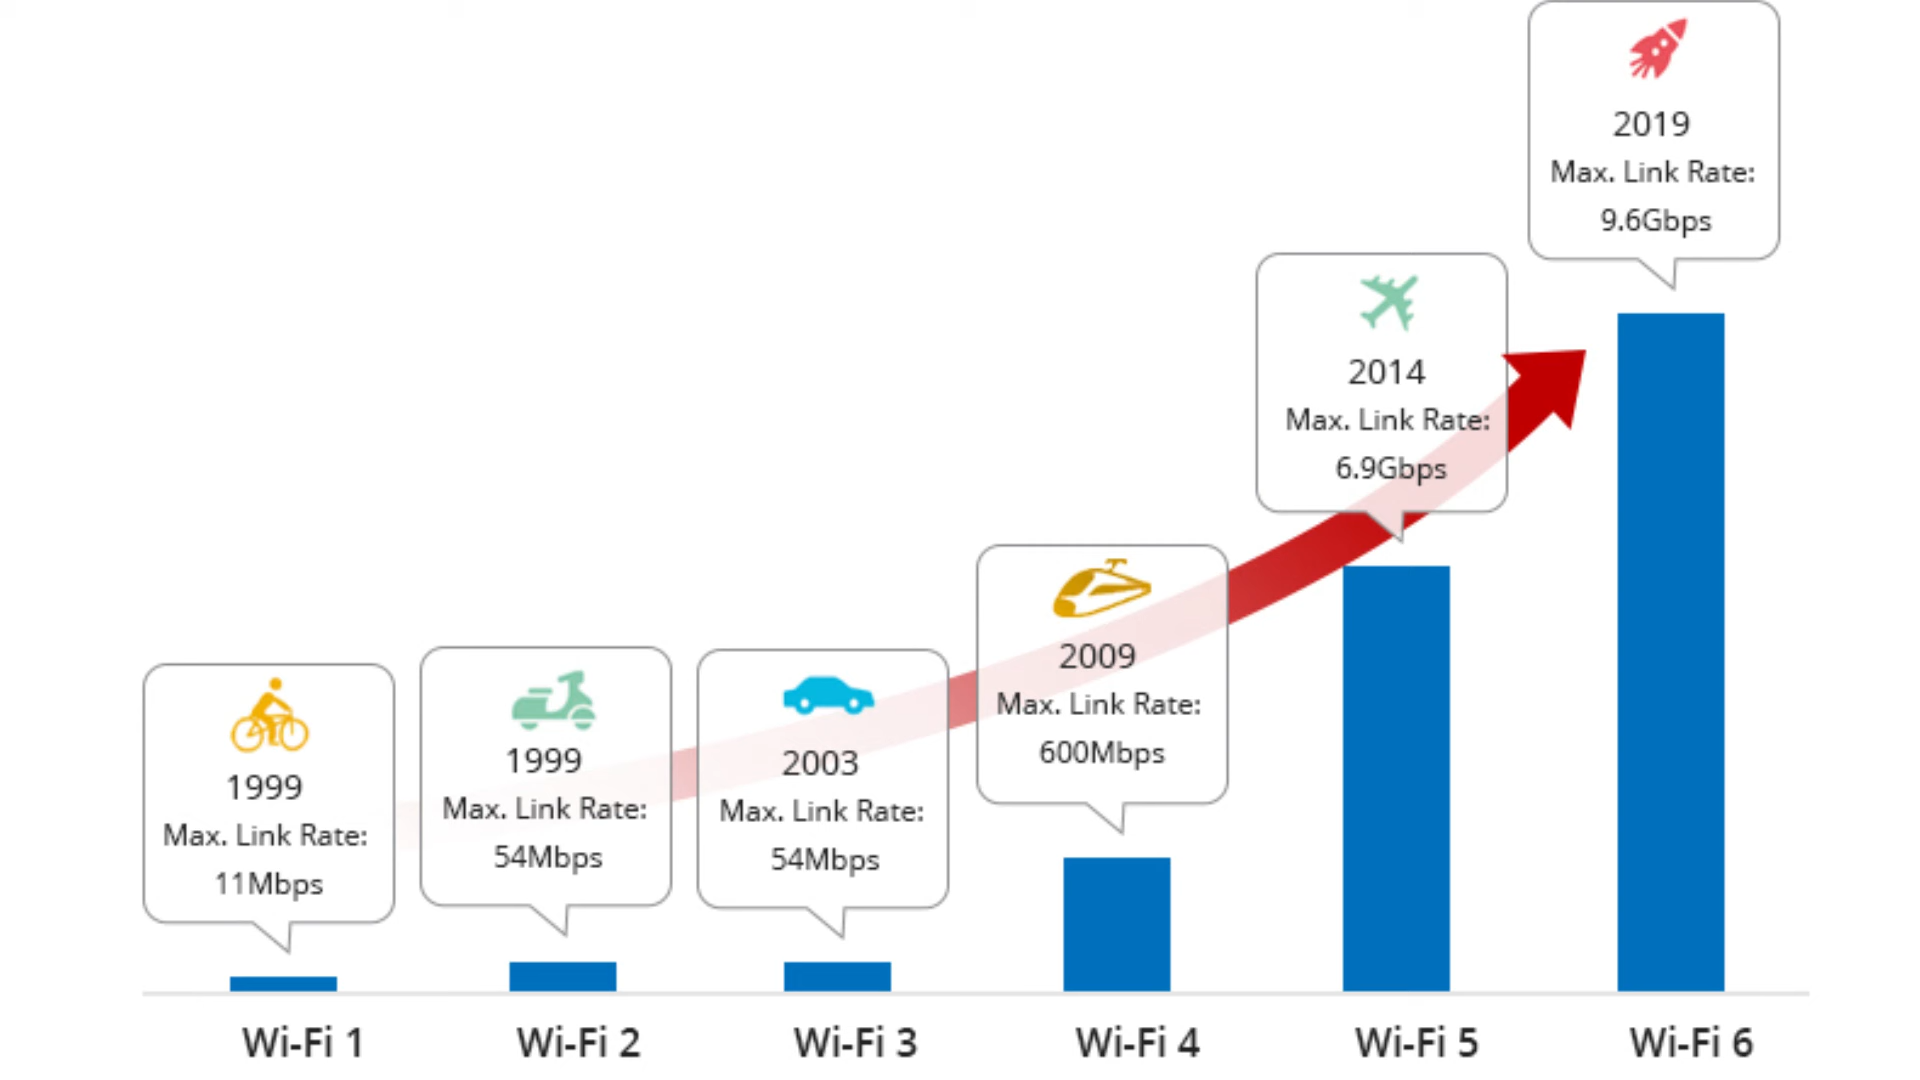 1999
Max. Link Rate:
11Mbps
1999
Max. Link Rate:
54Mbps
2003
Max. Link Rate:
54Mbps
2009
Max. Link Rate:
600Mbps
2014
Max. Link Rate:
6.9Gbps
2019
Max. Link Rate:
9.6Gbps
Wi-Fi 1
Wi-Fi 2
Wi-Fi 3
Wi-Fi 4
Wi-Fi 5
Wi-Fi 6